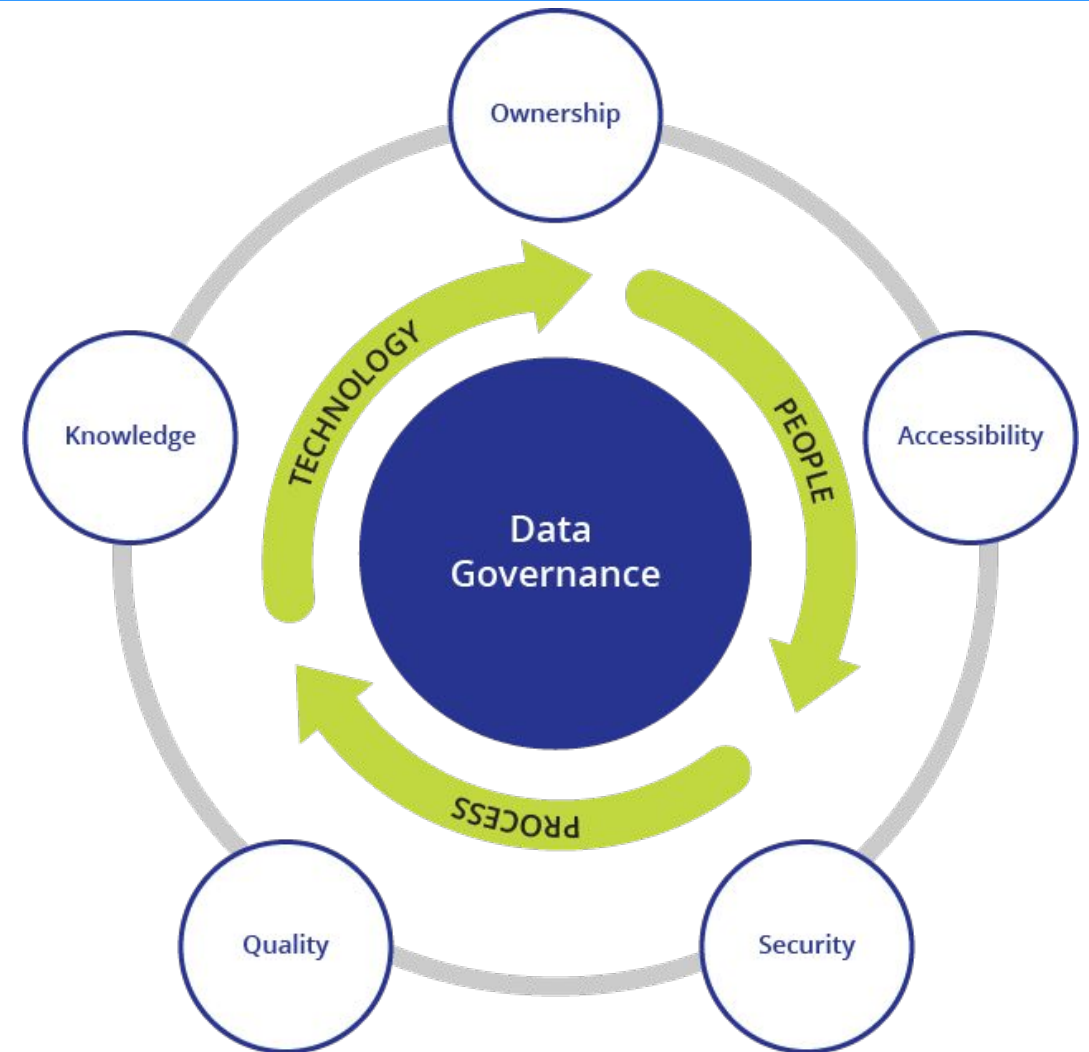 Ownership
TECHNOLOGY
PEOPLE
Knowledge
Accessibility
Data
Governance
PROCESS
Quality
Security